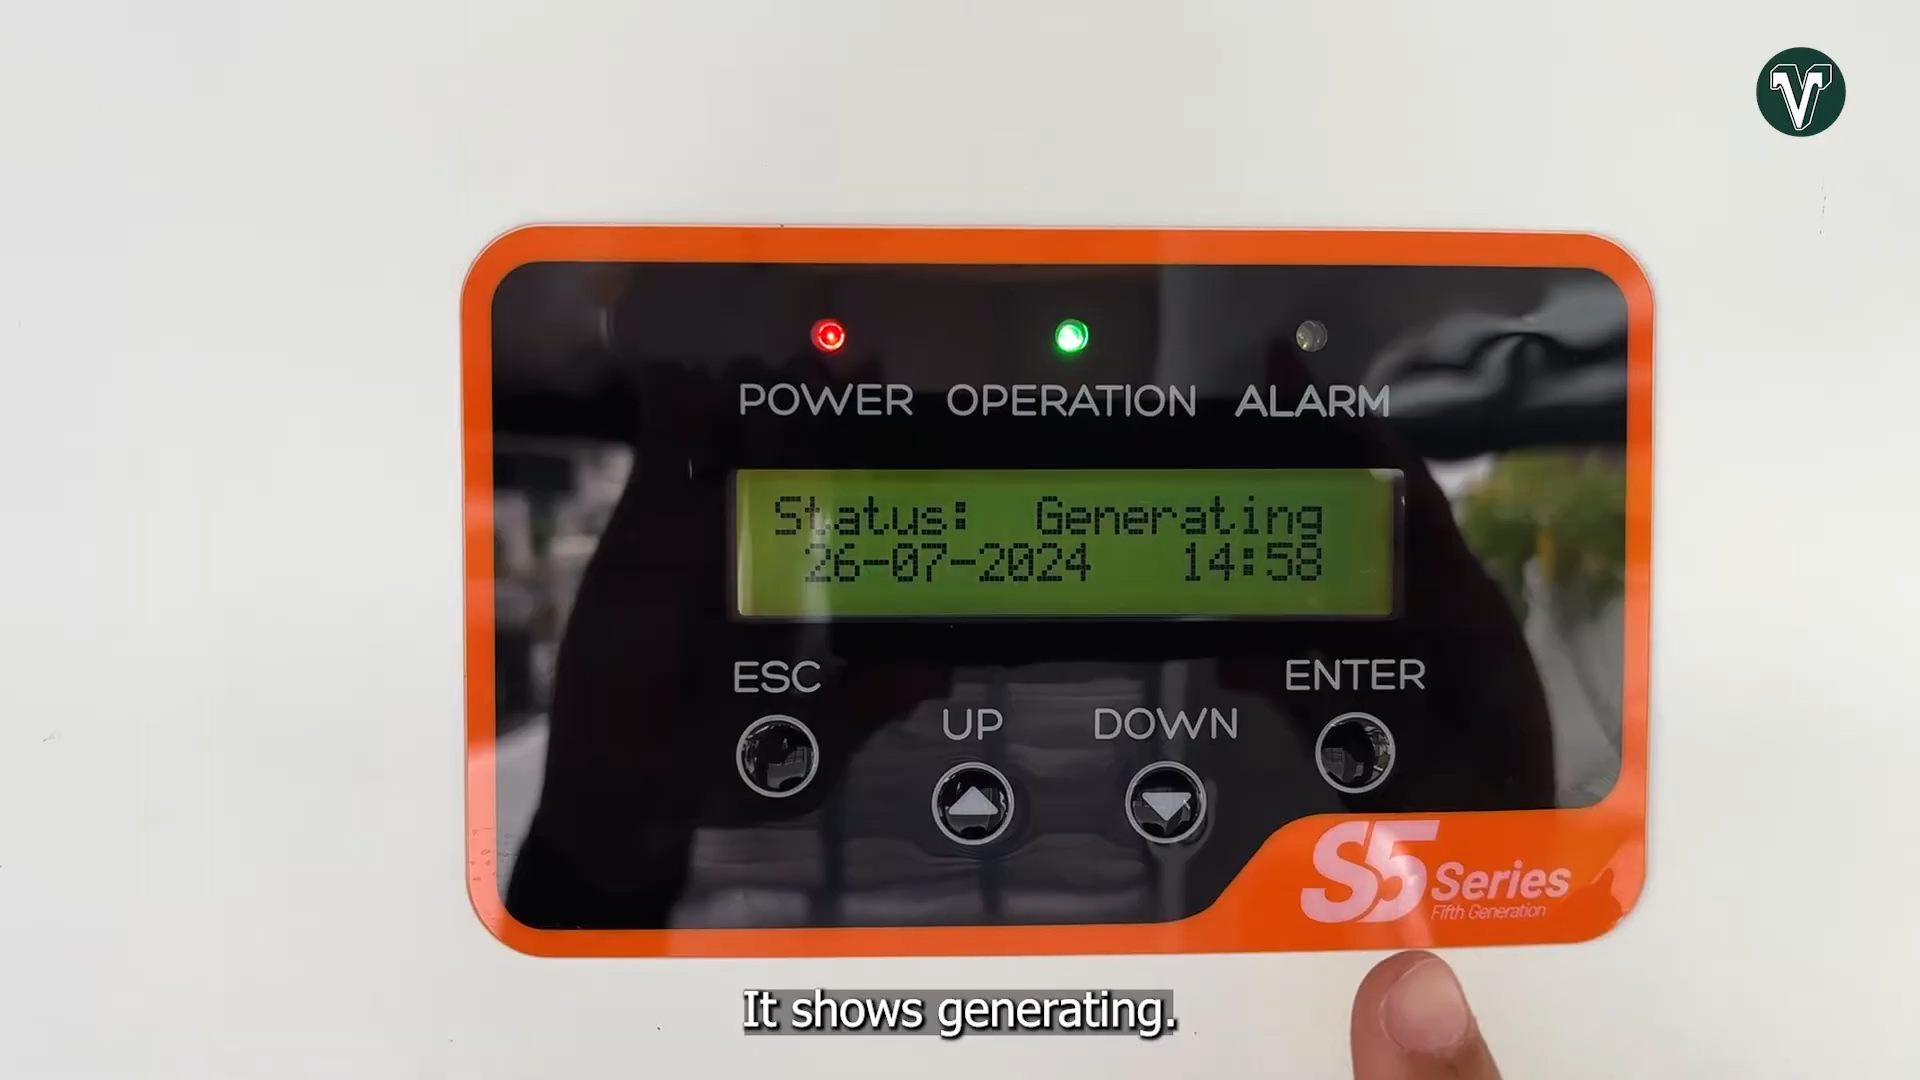 V
POWER OPERATION ALARM
Status: Generating
26-07-2024 14:58
ESC
ENTER
UP
DOWN
S5 Series
Fifth Generation
It shows generating.